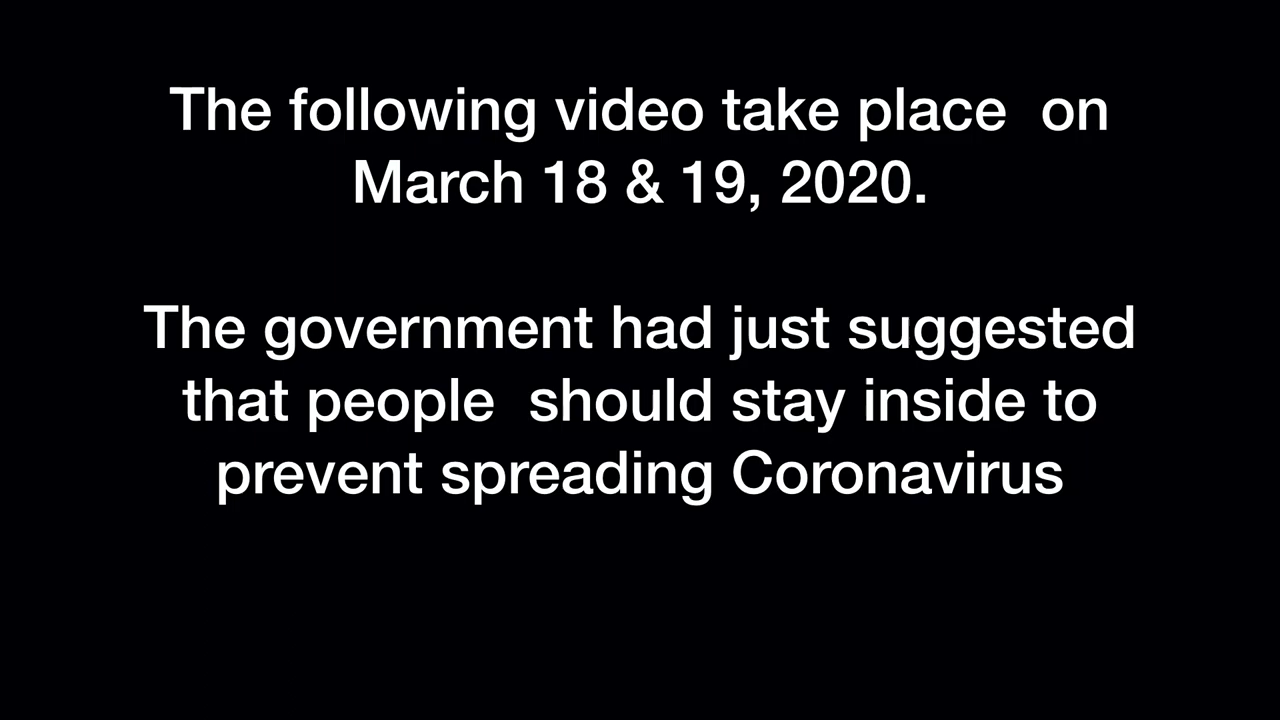 The following video take place  on
March 18 & 19, 2020.
The government had just suggested
that people  should stay inside to
prevent spreading Coronavirus